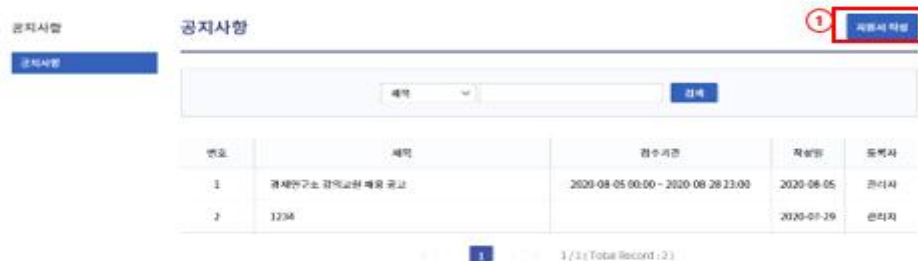 공지사항
공지사항
공지사항
① 지원서 작성
제목 검색
번호 제목 접수기간 작성일 등록자
1 경제연구소 강의교원 채용 공고 2020-08-05 00:00 ~ 2020-08-28 23:00 2020-08-05 관리자
2 1234 2020-07-29 관리자
1 1 / 1 ( Total Record : 2 )